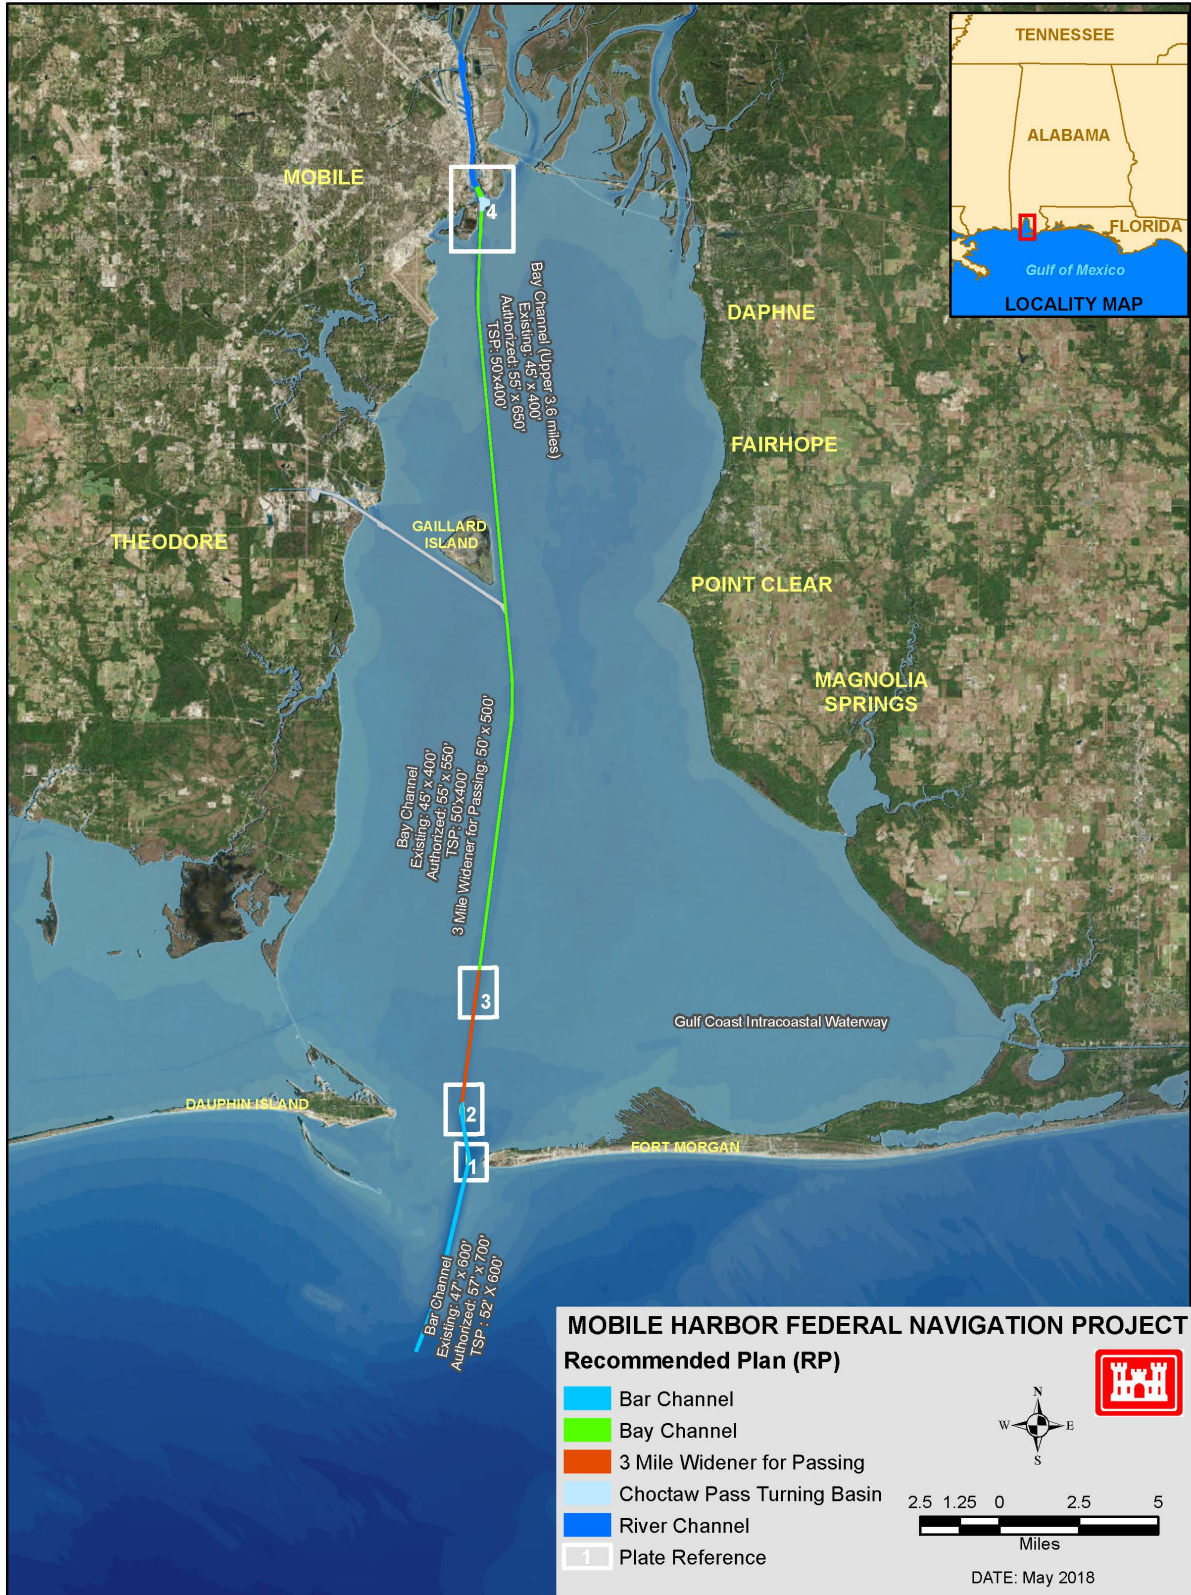 TENNESSEE
ALABAMA
FLORIDA
Gulf of Mexico
LOCALITY MAP
MOBILE
4
Bay Channel (Upper 3.6 miles)
Existing: 45' x 400'
Authorized: 55' x 650'
TSP: 50'x400'
DAPHNE
FAIRHOPE
GAILLARD
ISLAND
THEODORE
POINT CLEAR
MAGNOLIA
SPRINGS
Bay Channel
Existing: 45' x 400'
Authorized: 55' x 550'
TSP: 50'x400'
3 Mile Widener for Passing: 50' x 500'
3
Gulf Coast Intracoastal Waterway
DAUPHIN ISLAND
2
FORT MORGAN
1
Bar Channel
Existing: 47' x 600'
Authorized: 57' x 700'
TSP : 52' X 600'
MOBILE HARBOR FEDERAL NAVIGATION PROJECT
Recommended Plan (RP)
Bar Channel
Bay Channel
3 Mile Widener for Passing
Choctaw Pass Turning Basin
River Channel
1 Plate Reference
N
W E
S
2.5 1.25 0 2.5 5
Miles
DATE: May 2018